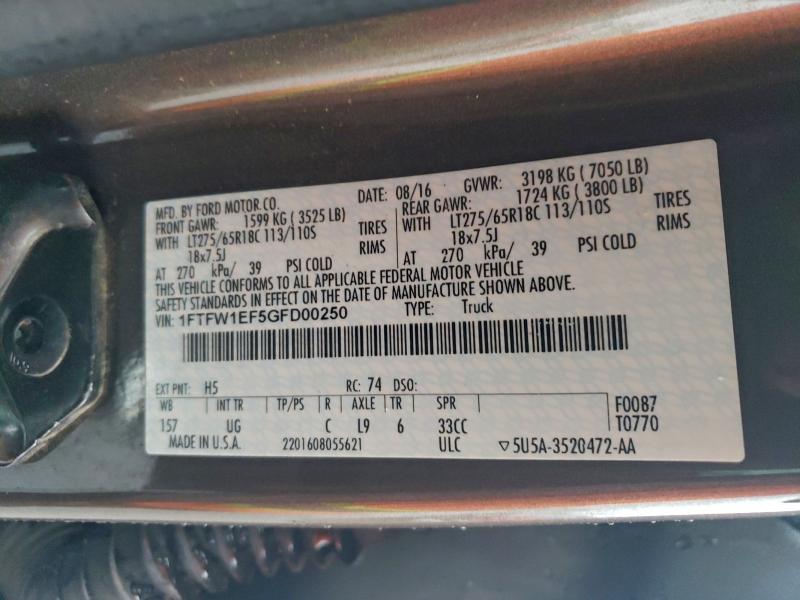 MFD. BY FORD MOTOR CO. DATE: 08/16 GVWR: 3198 KG ( 7050 LB)
FRONT GAWR: 1599 KG ( 3525 LB) REAR GAWR: 1724 KG ( 3800 LB)
WITH LT275/65R18C 113/110S TIRES WITH LT275/65R18C 113/110S TIRES
18x7.5J RIMS 18x7.5J RIMS
AT 270 kPa/ 39 PSI COLD AT 270 kPa/ 39 PSI COLD
THIS VEHICLE CONFORMS TO ALL APPLICABLE FEDERAL MOTOR VEHICLE
SAFETY STANDARDS IN EFFECT ON THE DATE OF MANUFACTURE SHOWN ABOVE.
VIN: 1FTFW1EF5GFD00250 TYPE: Truck
EXT PNT: H5 RC: 74 DSO:
WB INT TR TP/PS R AXLE TR SPR F0087
157 UG C L9 6 33CC T0770
MADE IN U.S.A. 2201608055621 ULC ▽5U5A-3520472-AA